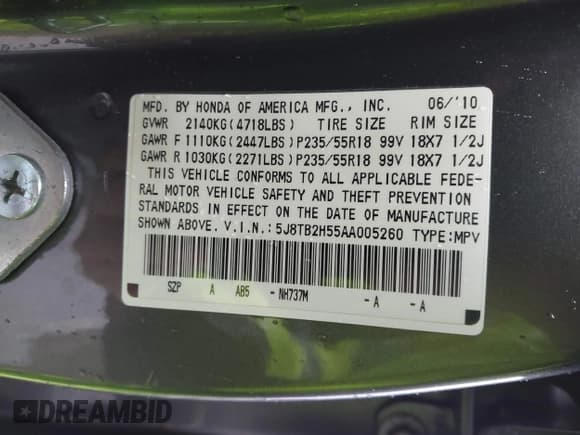 MFD. BY HONDA OF AMERICA MFG., INC. 06/'10
GVWR 2140KG(4718LBS) TIRE SIZE RIM SIZE
GAWR F 1110KG(2447LBS)P235/55R18 99V 18X7 1/2J
GAWR R 1030KG(2271LBS)P235/55R18 99V 18X7 1/2J
THIS VEHICLE CONFORMS TO ALL APPLICABLE FEDE-
RAL MOTOR VEHICLE SAFETY AND THEFT PREVENTION
STANDARDS IN EFFECT ON THE DATE OF MANUFACTURE
SHOWN ABOVE. V.I.N.:5J8TB2H55AA005260 TYPE:MPV
SZP A AB5 - NH737M - A - A
DREAMBID